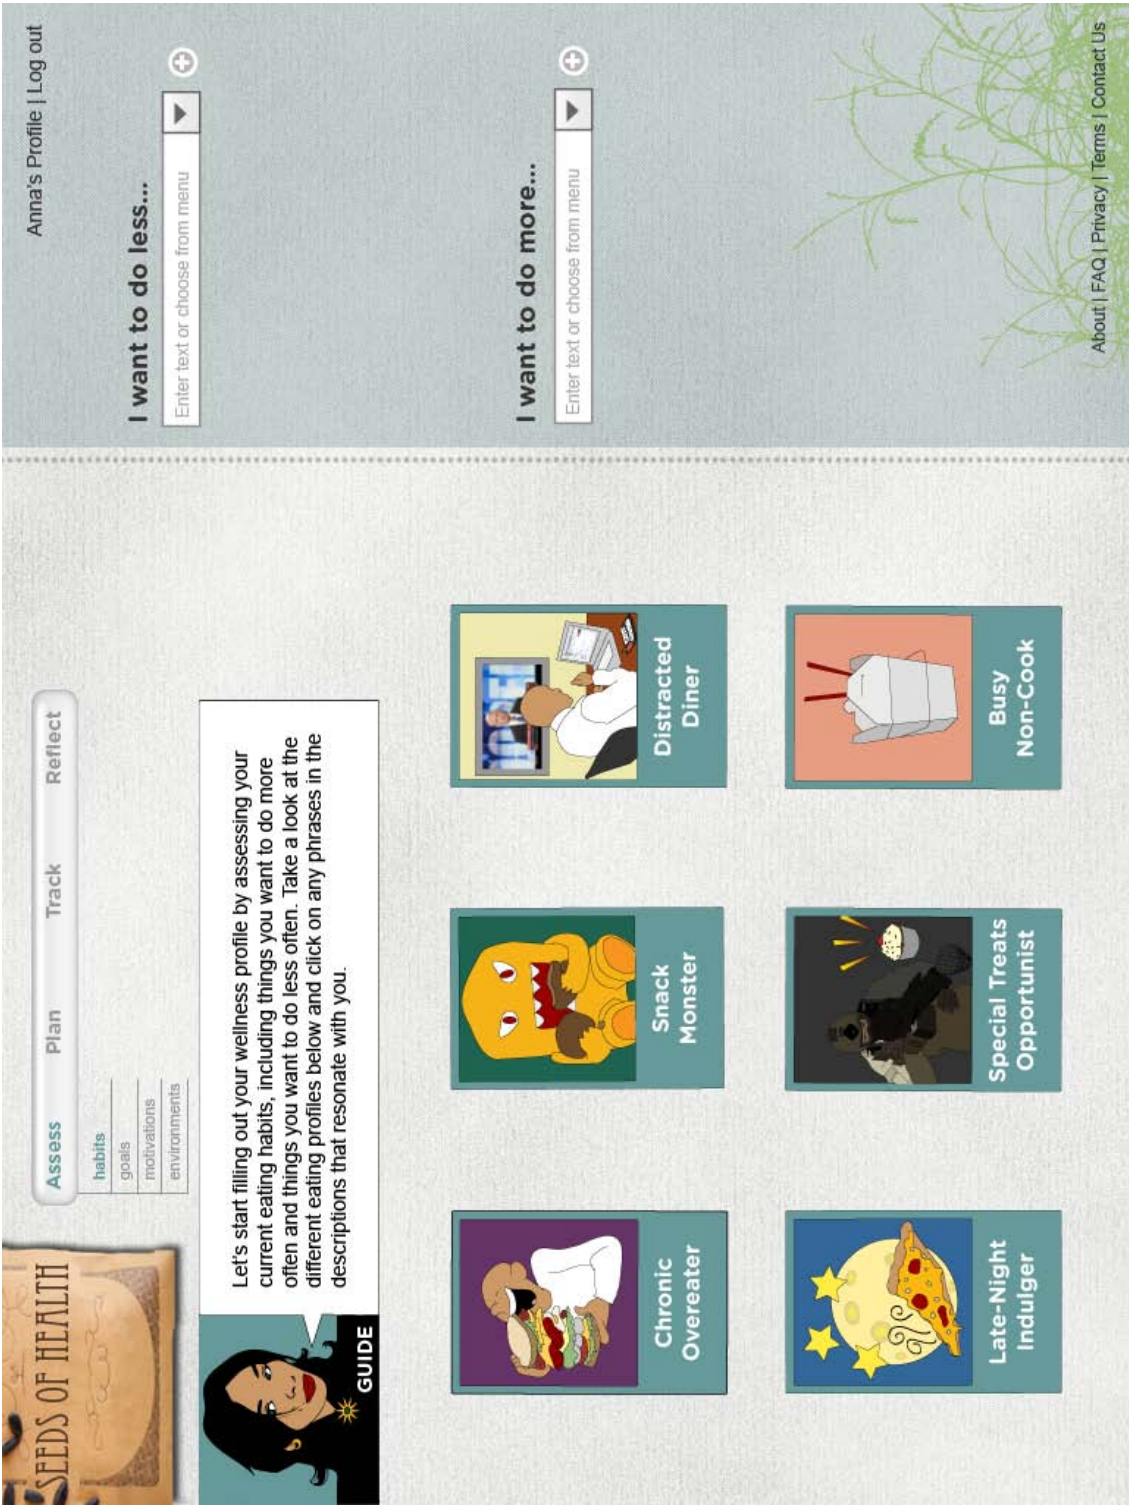 SEEDS OF HEALTH
Assess Plan Track Reflect
habits
goals
motivations
environments
Anna's Profile | Log out
GUIDE
Let's start filling out your wellness profile by assessing your
current eating habits, including things you want to do more
often and things you want to do less often. Take a look at the
different eating profiles below and click on any phrases in the
descriptions that resonate with you.
I want to do less...
Enter text or choose from menu
Chronic
Overeater
Snack
Monster
Distracted
Diner
I want to do more...
Enter text or choose from menu
Late-Night
Indulger
Special Treats
Opportunist
Busy
Non-Cook
About | FAQ | Privacy | Terms | Contact Us